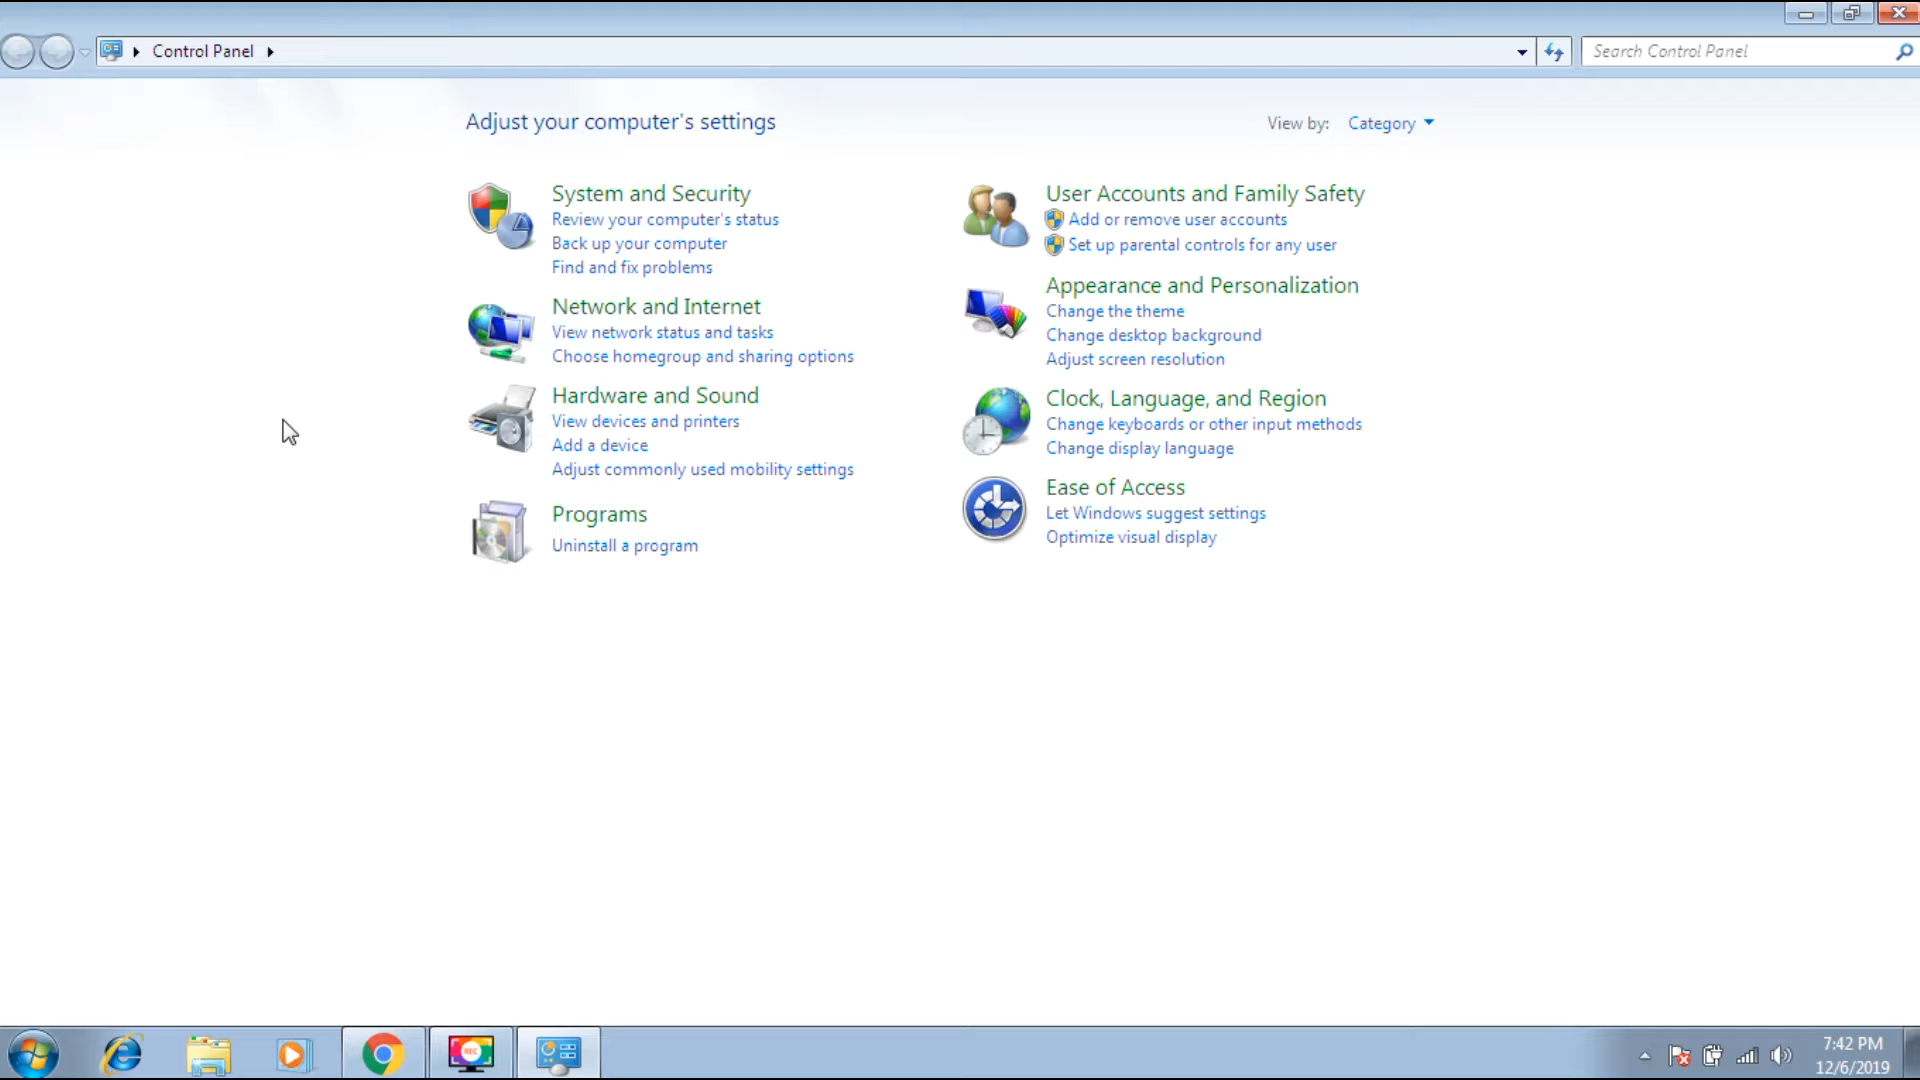 Control Panel
Search Control Panel
Adjust your computer's settings
View by: Category
System and Security
Review your computer's status
Back up your computer
Find and fix problems
Network and Internet
View network status and tasks
Choose homegroup and sharing options
Hardware and Sound
View devices and printers
Add a device
Adjust commonly used mobility settings
Programs
Uninstall a program
User Accounts and Family Safety
Add or remove user accounts
Set up parental controls for any user
Appearance and Personalization
Change the theme
Change desktop background
Adjust screen resolution
Clock, Language, and Region
Change keyboards or other input methods
Change display language
Ease of Access
Let Windows suggest settings
Optimize visual display
REC
7:42 PM
12/6/2019